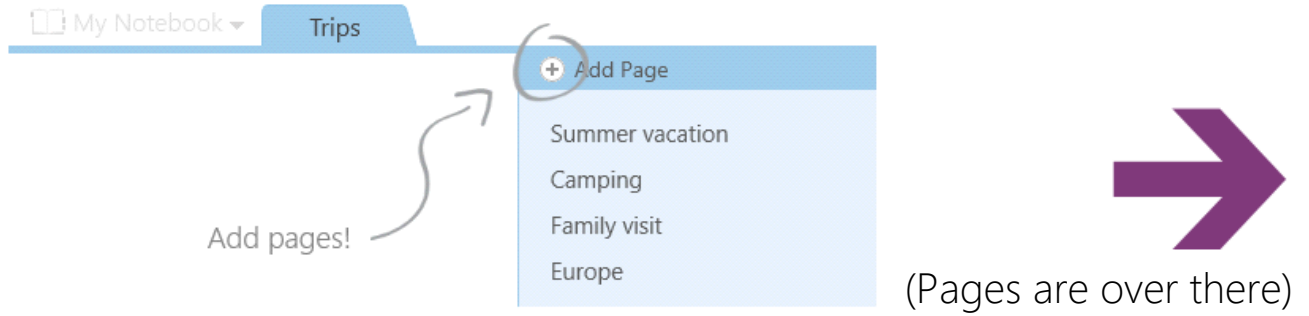 My Notebook
Trips
Add Page
Summer vacation
Camping
Family visit
Europe
Add pages!
(Pages are over there)